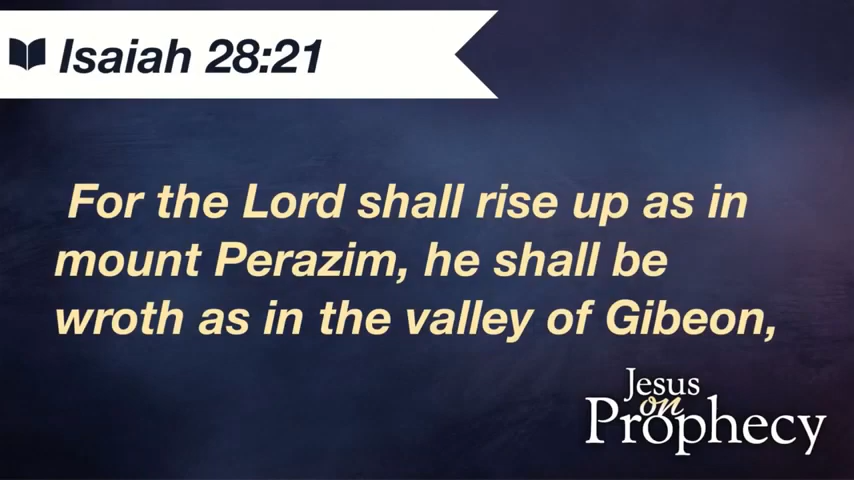 Isaiah 28:21
For the Lord shall rise up as in
mount Perazim, he shall be
wroth as in the valley of Gibeon,
Jesus
on
Prophecy